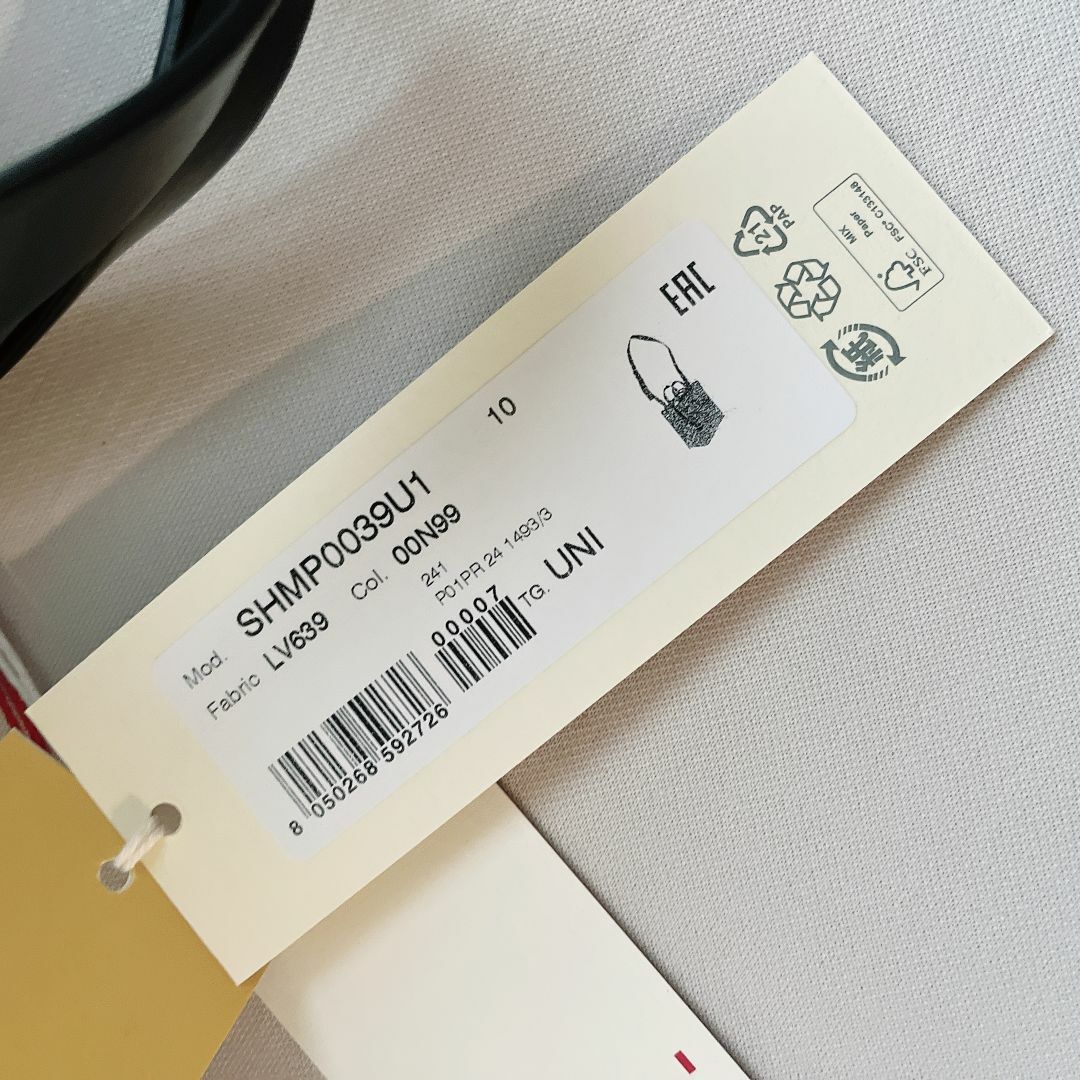 EAC
10
Mod. SHMP0039U1
Fabric LV639 Col. 00N99
241
P01PR 24 1493/3
00007
TG. UNI
8 050268 592726
21
PAP
FSC
MIX
Paper
FSC® C133148
紙